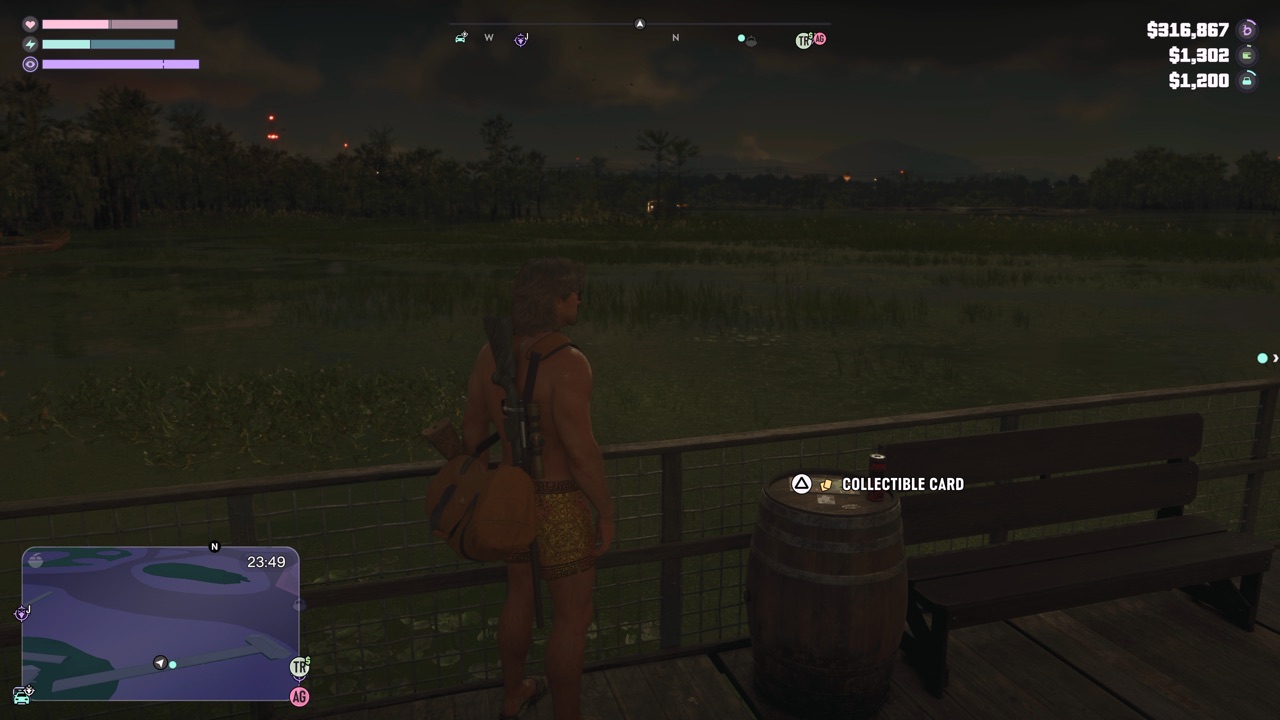 W
J
N
TR$
AG
$316,867
$1,302
$1,200
COLLECTIBLE CARD
N
23:49
J
TR$
AG